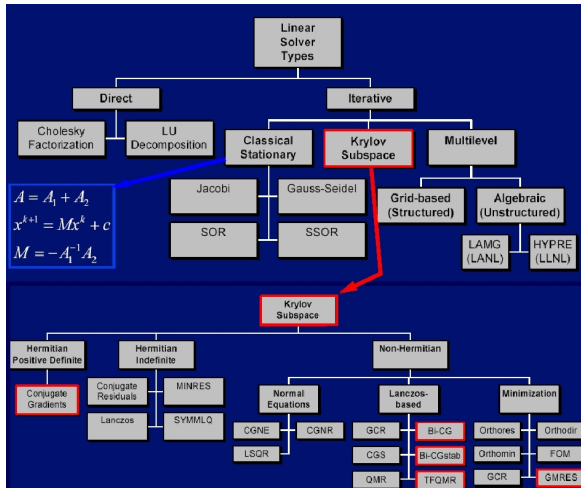 Linear
Solver
Types
Direct
Iterative
Cholesky
Factorization
LU
Decomposition
Classical
Stationary
Krylov
Subspace
Multilevel
A = A₁ + A₂
xᵏ⁺¹ = Mxᵏ + c
M = −A₁⁻¹A₂
Jacobi
Gauss-Seidel
SOR
SSOR
Grid-based
(Structured)
Algebraic
(Unstructured)
LAMG
(LANL)
HYPRE
(LLNL)
Krylov
Subspace
Hermitian
Positive Definite
Hermitian
Indefinite
Non-Hermitian
Conjugate
Gradients
Conjugate
Residuals
MINRES
Lanczos
SYMMLQ
Normal
Equations
Lanczos-
based
Minimization
CGNE
CGNR
LSQR
GCR
Bi-CG
CGS
Bi-CGstab
QMR
TFQMR
Orthores
Orthodir
Orthomin
FOM
GCR
GMRES